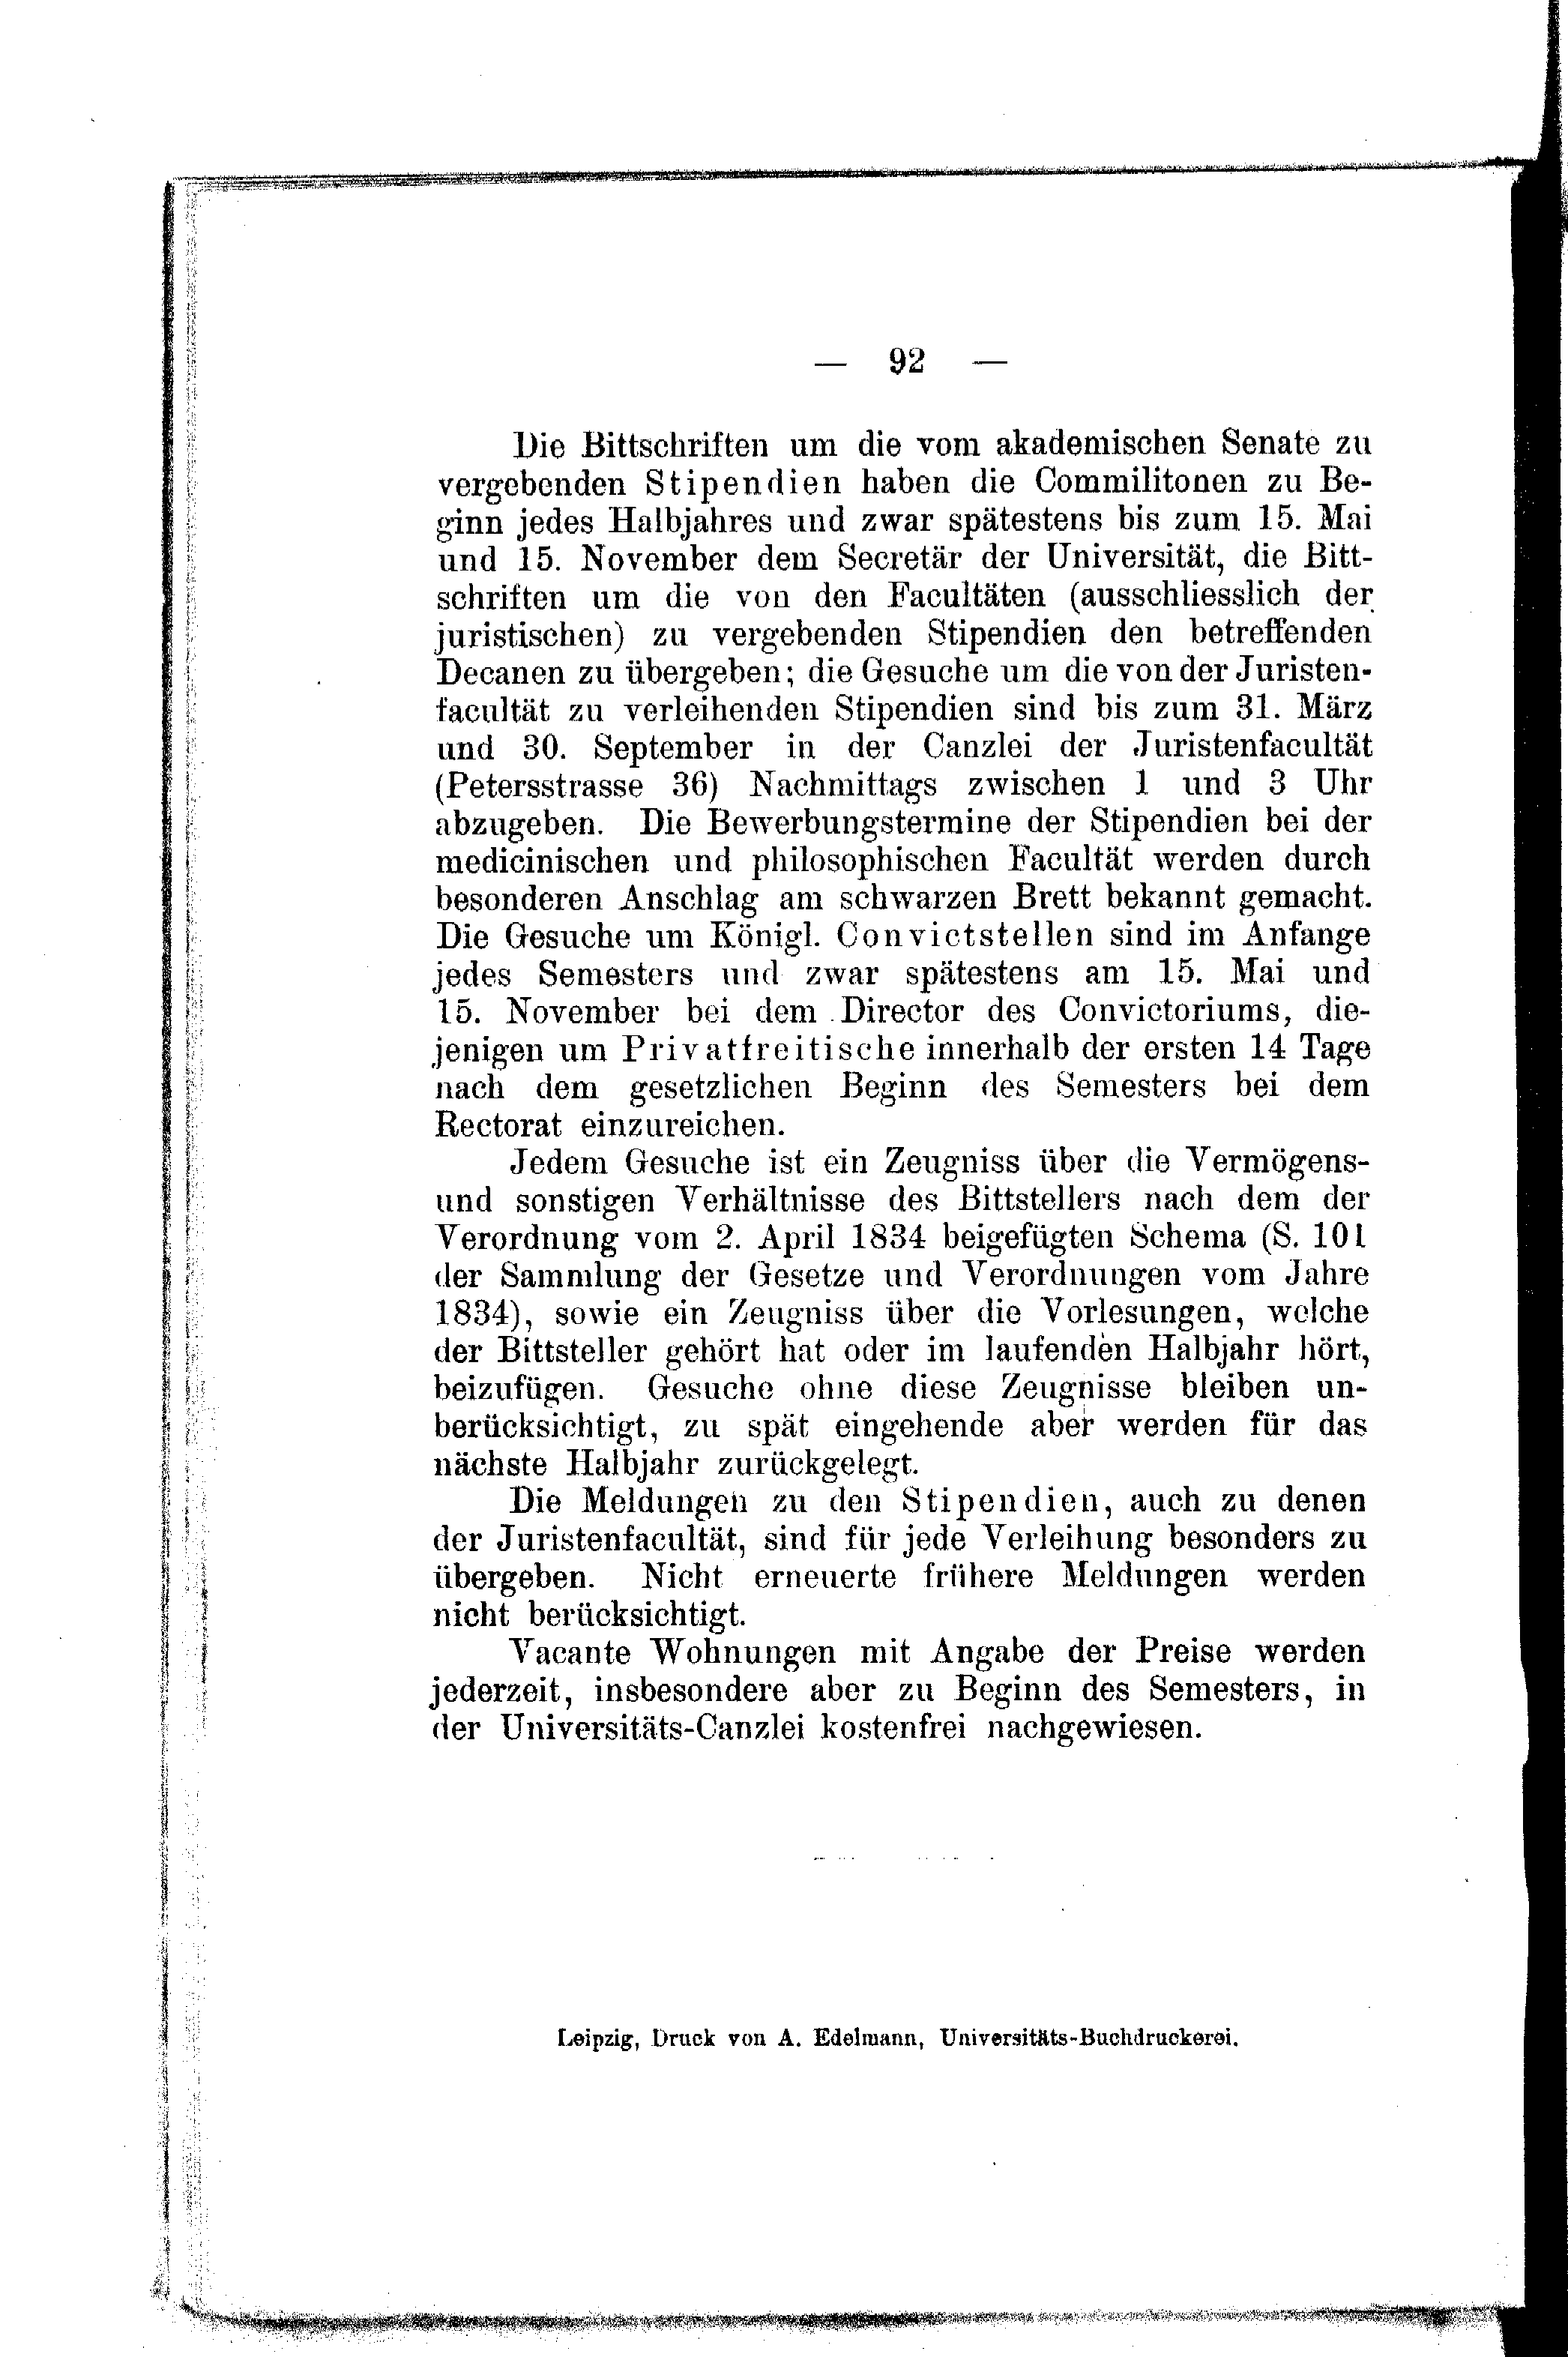 — 92 —
Die Bittschriften um die vom akademischen Senate zu
vergebenden Stipendien haben die Commilitonen zu Be-
ginn jedes Halbjahres und zwar spätestens bis zum 15. Mai
und 15. November dem Secretär der Universität, die Bitt-
schriften um die von den Facultäten (ausschliesslich der
juristischen) zu vergebenden Stipendien den betreffenden
Decanen zu übergeben; die Gesuche um die von der Juristen-
facultät zu verleihenden Stipendien sind bis zum 31. März
und 30. September in der Canzlei der Juristenfacultät
(Petersstrasse 36) Nachmittags zwischen 1 und 3 Uhr
abzugeben. Die Bewerbungstermine der Stipendien bei der
medicinischen und philosophischen Facultät werden durch
besonderen Anschlag am schwarzen Brett bekannt gemacht.
Die Gesuche um Königl. Convictstellen sind im Anfange
jedes Semesters und zwar spätestens am 15. Mai und
15. November bei dem Director des Convictoriums, die-
jenigen um Privatfreitische innerhalb der ersten 14 Tage
nach dem gesetzlichen Beginn des Semesters bei dem
Rectorat einzureichen.
Jedem Gesuche ist ein Zeugniss über die Vermögens-
und sonstigen Verhältnisse des Bittstellers nach dem der
Verordnung vom 2. April 1834 beigefügten Schema (S. 101
der Sammlung der Gesetze und Verordnungen vom Jahre
1834), sowie ein Zeugniss über die Vorlesungen, welche
der Bittsteller gehört hat oder im laufenden Halbjahr hört,
beizufügen. Gesuche ohne diese Zeugnisse bleiben un-
berücksichtigt, zu spät eingehende aber werden für das
nächste Halbjahr zurückgelegt.
Die Meldungen zu den Stipendien, auch zu denen
der Juristenfacultät, sind für jede Verleihung besonders zu
übergeben. Nicht erneuerte frühere Meldungen werden
nicht berücksichtigt.
Vacante Wohnungen mit Angabe der Preise werden
jederzeit, insbesondere aber zu Beginn des Semesters, in
der Universitäts-Canzlei kostenfrei nachgewiesen.
Leipzig, Druck von A. Edelmann, Universitäts-Buchdruckerei.